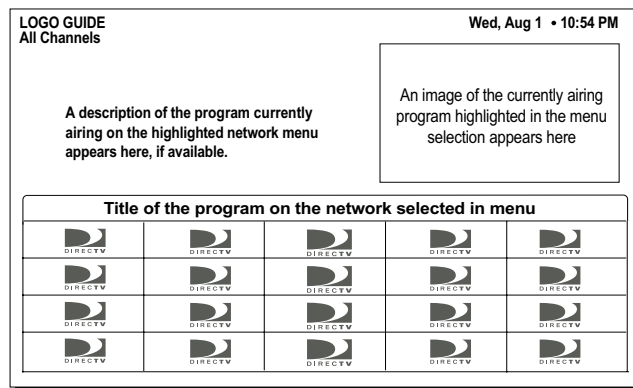 LOGO GUIDE
All Channels
Wed, Aug 1 • 10:54 PM
A description of the program currently
airing on the highlighted network menu
appears here, if available.
An image of the currently airing
program highlighted in the menu
selection appears here
Title of the program on the network selected in menu
DIRECTV DIRECTV DIRECTV DIRECTV DIRECTV
DIRECTV DIRECTV DIRECTV DIRECTV DIRECTV
DIRECTV DIRECTV DIRECTV DIRECTV DIRECTV
DIRECTV DIRECTV DIRECTV DIRECTV DIRECTV